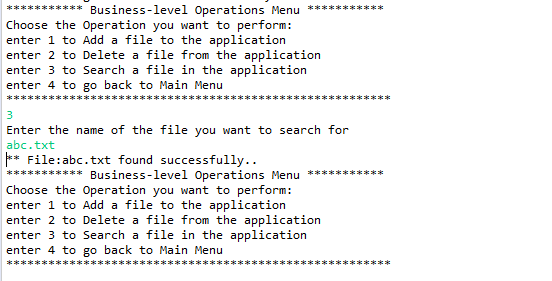 *********** Business-level Operations Menu ***********
Choose the Operation you want to perform:
enter 1 to Add a file to the application
enter 2 to Delete a file from the application
enter 3 to Search a file in the application
enter 4 to go back to Main Menu
*******************************************************
3
Enter the name of the file you want to search for
abc.txt
** File:abc.txt found successfully..
*********** Business-level Operations Menu ***********
Choose the Operation you want to perform:
enter 1 to Add a file to the application
enter 2 to Delete a file from the application
enter 3 to Search a file in the application
enter 4 to go back to Main Menu
*******************************************************